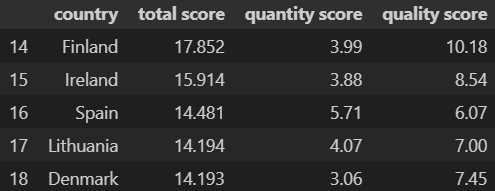 country total score quantity score quality score
14 Finland 17.852 3.99 10.18
15 Ireland 15.914 3.88 8.54
16 Spain 14.481 5.71 6.07
17 Lithuania 14.194 4.07 7.00
18 Denmark 14.193 3.06 7.45